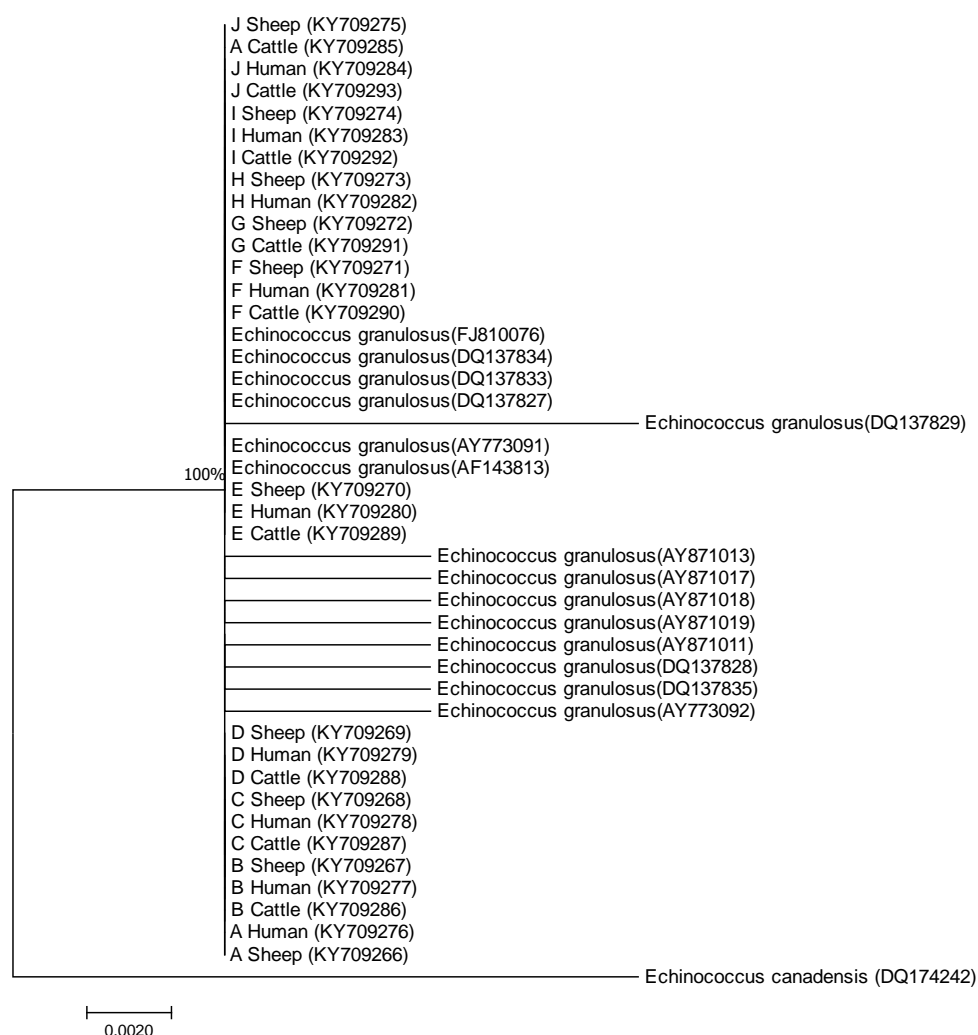 J Sheep (KY709275)
A Cattle (KY709285)
J Human (KY709284)
J Cattle (KY709293)
I Sheep (KY709274)
I Human (KY709283)
I Cattle (KY709292)
H Sheep (KY709273)
H Human (KY709282)
G Sheep (KY709272)
G Cattle (KY709291)
F Sheep (KY709271)
F Human (KY709281)
F Cattle (KY709290)
Echinococcus granulosus(FJ810076)
Echinococcus granulosus(DQ137834)
Echinococcus granulosus(DQ137833)
Echinococcus granulosus(DQ137827)
Echinococcus granulosus(DQ137829)
Echinococcus granulosus(AY773091)
Echinococcus granulosus(AF143813)
100%
E Sheep (KY709270)
E Human (KY709280)
E Cattle (KY709289)
Echinococcus granulosus(AY871013)
Echinococcus granulosus(AY871017)
Echinococcus granulosus(AY871018)
Echinococcus granulosus(AY871019)
Echinococcus granulosus(AY871011)
Echinococcus granulosus(DQ137828)
Echinococcus granulosus(DQ137835)
Echinococcus granulosus(AY773092)
D Sheep (KY709269)
D Human (KY709279)
D Cattle (KY709288)
C Sheep (KY709268)
C Human (KY709278)
C Cattle (KY709287)
B Sheep (KY709267)
B Human (KY709277)
B Cattle (KY709286)
A Human (KY709276)
A Sheep (KY709266)
Echinococcus canadensis (DQ174242)
0.0020